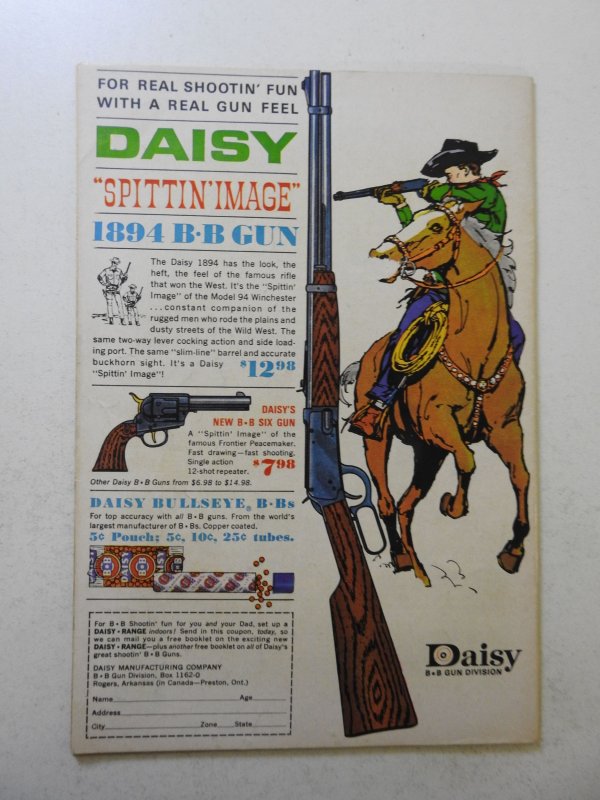 FOR REAL SHOOTIN' FUN
WITH A REAL GUN FEEL
DAISY
"SPITTIN' IMAGE"
1894 B·B GUN
The Daisy 1894 has the look, the
heft, the feel of the famous rifle
that won the West. It's the "Spittin'
Image" of the Model 94 Winchester
...constant companion of the
rugged men who rode the plains and
dusty streets of the Wild West. The
same two-way lever cocking action and side load-
ing port. The same "slim-line" barrel and accurate
buckhorn sight. It's a Daisy
"Spittin' Image"!
$12.98
DAISY'S
NEW B•B SIX GUN
A "Spittin' Image" of the
famous Frontier Peacemaker.
Fast drawing—fast shooting.
Single action
12-shot repeater.
$7.98
Other Daisy B•B Guns from $6.98 to $14.98.
DAISY BULLSEYE® B·Bs
For top accuracy with all B•B guns. From the world's
largest manufacturer of B•Bs. Copper coated.
5¢ Pouch; 5¢, 10¢, 25¢ tubes.
For B•B Shootin' fun for you and your Dad, set up a
DAISY•RANGE indoors! Send in this coupon, today, so
we can mail you a free booklet on the exciting new
DAISY•RANGE—plus another free booklet on all of Daisy's
great shootin' B•B Guns.
DAISY MANUFACTURING COMPANY
B•B Gun Division, Box 1162-O
Rogers, Arkansas (in Canada—Preston, Ont.)
Name Age
Address
City Zone State
Daisy
B•B GUN DIVISION